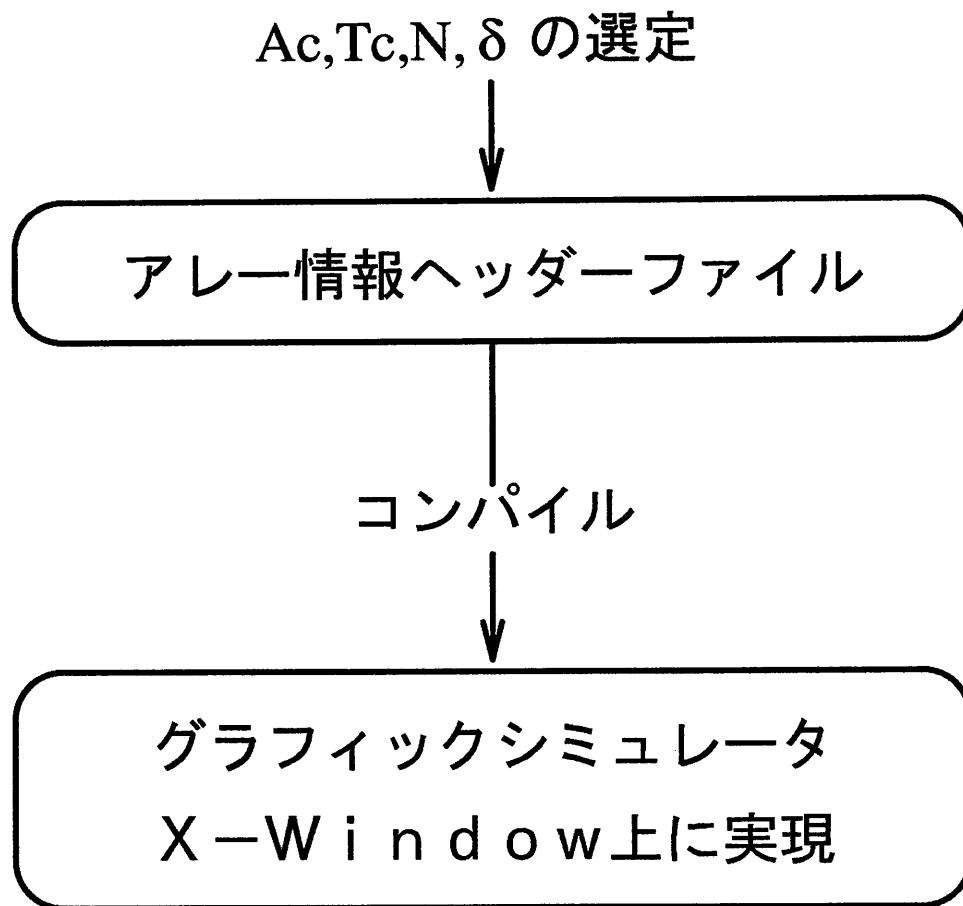 Ac,Tc,N, δ の選定
アレー情報ヘッダーファイル
コンパイル
グラフィックシミュレータ
X－Ｗｉｎｄｏｗ上に実現